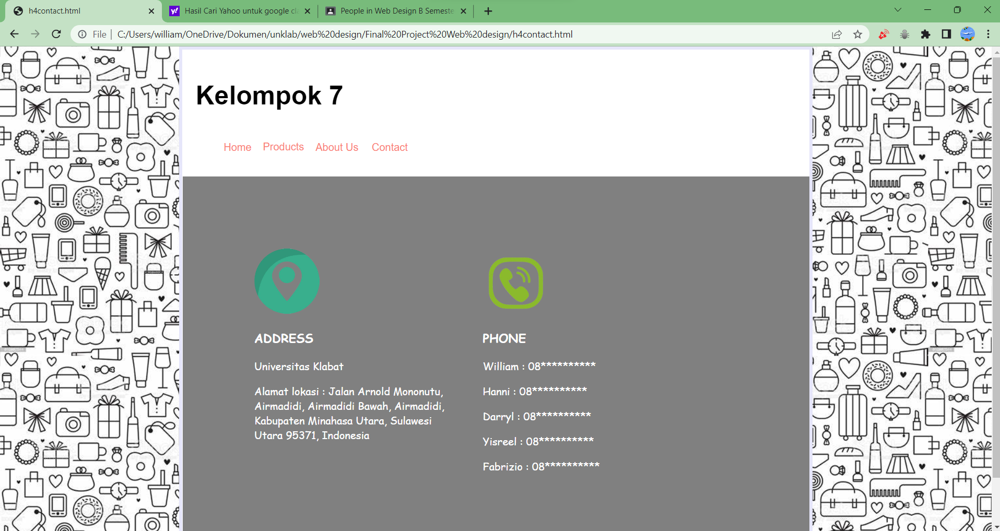 h4contact.html
Hasil Cari Yahoo untuk google cl
People in Web Design B Semeste
File
C:/Users/william/OneDrive/Dokumen/unklab/web%20design/Final%20Project%20Web%20design/h4contact.html
Kelompok 7
Home Products About Us Contact
ADDRESS
Universitas Klabat
Alamat lokasi : Jalan Arnold Mononutu,
Airmadidi, Airmadidi Bawah, Airmadidi,
Kabupaten Minahasa Utara, Sulawesi
Utara 95371, Indonesia
PHONE
William : 08**********
Hanni : 08**********
Darryl : 08**********
Yisreel : 08**********
Fabrizio : 08**********